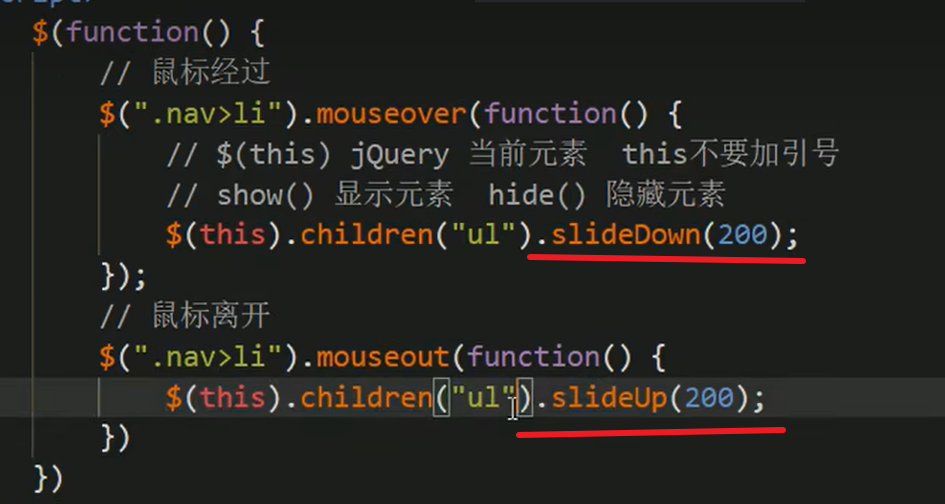 $(function() {
// 鼠标经过
$(".nav>li").mouseover(function() {
// $(this) jQuery 当前元素 this不要加引号
// show() 显示元素 hide() 隐藏元素
$(this).children("ul").slideDown(200);
});
// 鼠标离开
$(".nav>li").mouseout(function() {
$(this).children("ul").slideUp(200);
})
})